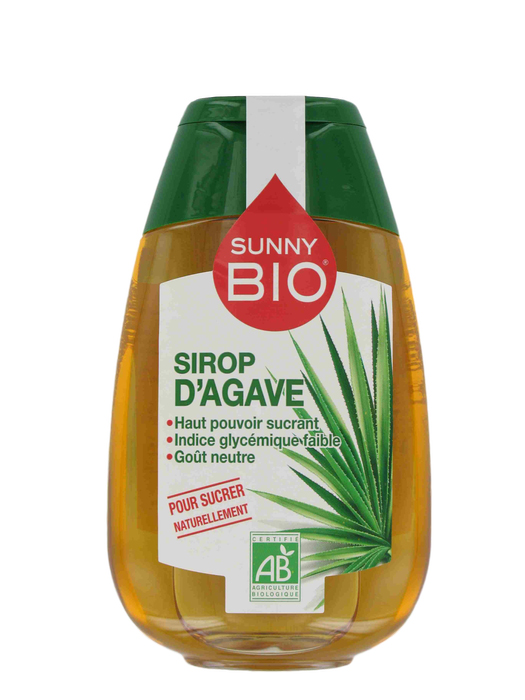 SUNNY
BIO®
SIROP
D'AGAVE
•Haut pouvoir sucrant
•Indice glycémique faible
•Goût neutre
POUR SUCRER
NATURELLEMENT
CERTIFIÉ
AB
AGRICULTURE
BIOLOGIQUE